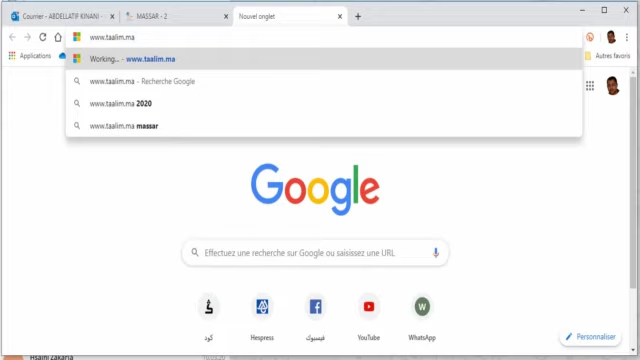 Courrier - ABDELLATIF KINANI -
MASSAR - 2
Nouvel onglet
www.taalim.ma
Applications
Autres favoris
Working... - www.taalim.ma
www.taalim.ma - Recherche Google
www.taalim.ma 2020
www.taalim.ma massar
Google
Effectuez une recherche sur Google ou saisissez une URL
كود
Hespress
فيسبوك
YouTube
W
WhatsApp
Personnaliser
Hsaini Zakaria